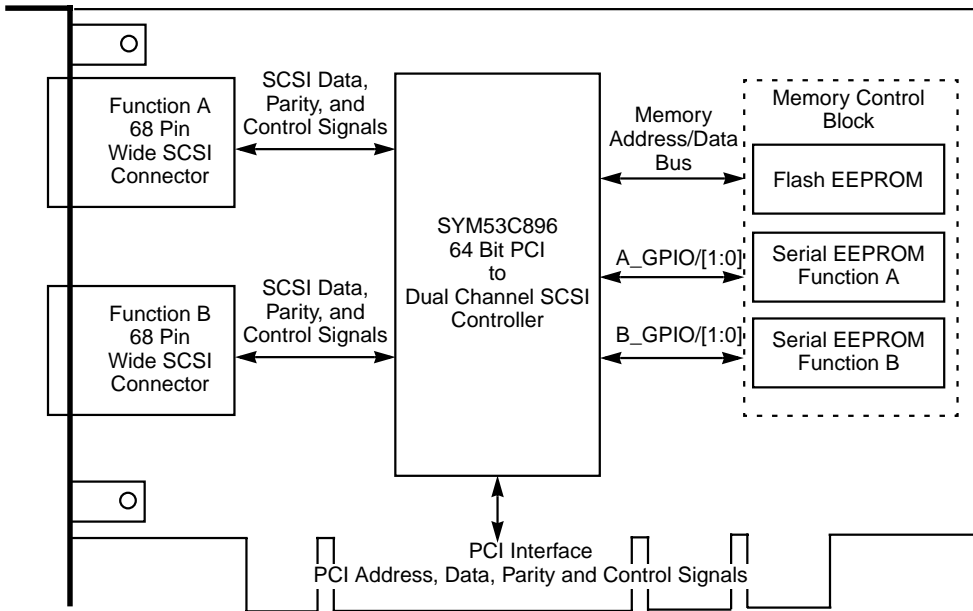 Function A
68 Pin
Wide SCSI
Connector
SCSI Data,
Parity, and
Control Signals
Function B
68 Pin
Wide SCSI
Connector
SCSI Data,
Parity, and
Control Signals
SYM53C896
64 Bit PCI
to
Dual Channel SCSI
Controller
Memory
Address/Data
Bus
A_GPIO/[1:0]
B_GPIO/[1:0]
Memory Control
Block
Flash EEPROM
Serial EEPROM
Function A
Serial EEPROM
Function B
PCI Interface
PCI Address, Data, Parity and Control Signals